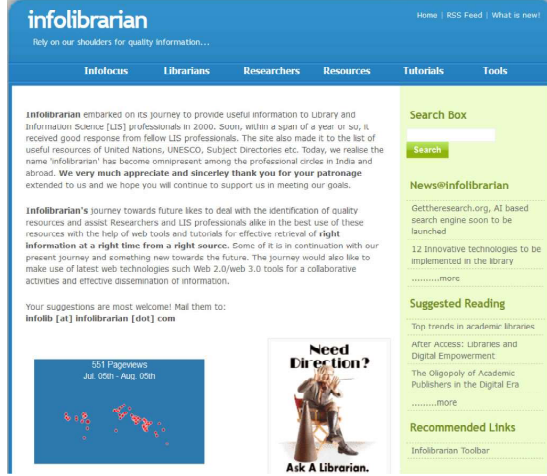 infolibrarian
Home | RSS Feed | What is new!
Rely on our shoulders for quality information...
Infofocus Librarians Researchers Resources Tutorials Tools
Infolibrarian embarked on its journey to provide useful information to Library and
Information Science [LIS] professionals in 2000. Soon, within a span of a year or so, it
received good response from fellow LIS professionals. The site also made it to the list of
useful resources of United Nations, UNESCO, Subject Directories etc. Today, we realise the
name 'infolibrarian' has become omnipresent among the professional circles in India and
abroad. We very much appreciate and sincerley thank you for your patronage
extended to us and we hope you will continue to support us in meeting our goals.
Infolibrarian's journey towards future likes to deal with the identification of quality
resources and assist Researchers and LIS professionals alike in the best use of these
resources with the help of web tools and tutorials for effective retrieval of right
information at a right time from a right source. Some of it is in continuation with our
present journey and something new towards the future. The journey would also like to
make use of latest web technologies such Web 2.0/web 3.0 tools for a collaborative
activities and effective dissemination of information.
Your suggestions are most welcome! Mail them to:
infolib [at] infolibrarian [dot] com
551 Pageviews
Jul. 05th - Aug. 05th
Need
Direction?
Ask A Librarian.
Search Box
Search
News@infolibrarian
Gettheresearch.org, AI based
search engine soon to be
launched
12 Innovative technologies to be
implemented in the library
..........more
Suggested Reading
Top trends in academic libraries
After Access: Libraries and
Digital Empowerment
The Oligopoly of Academic
Publishers in the Digital Era
.........more
Recommended Links
Infolibrarian Toolbar